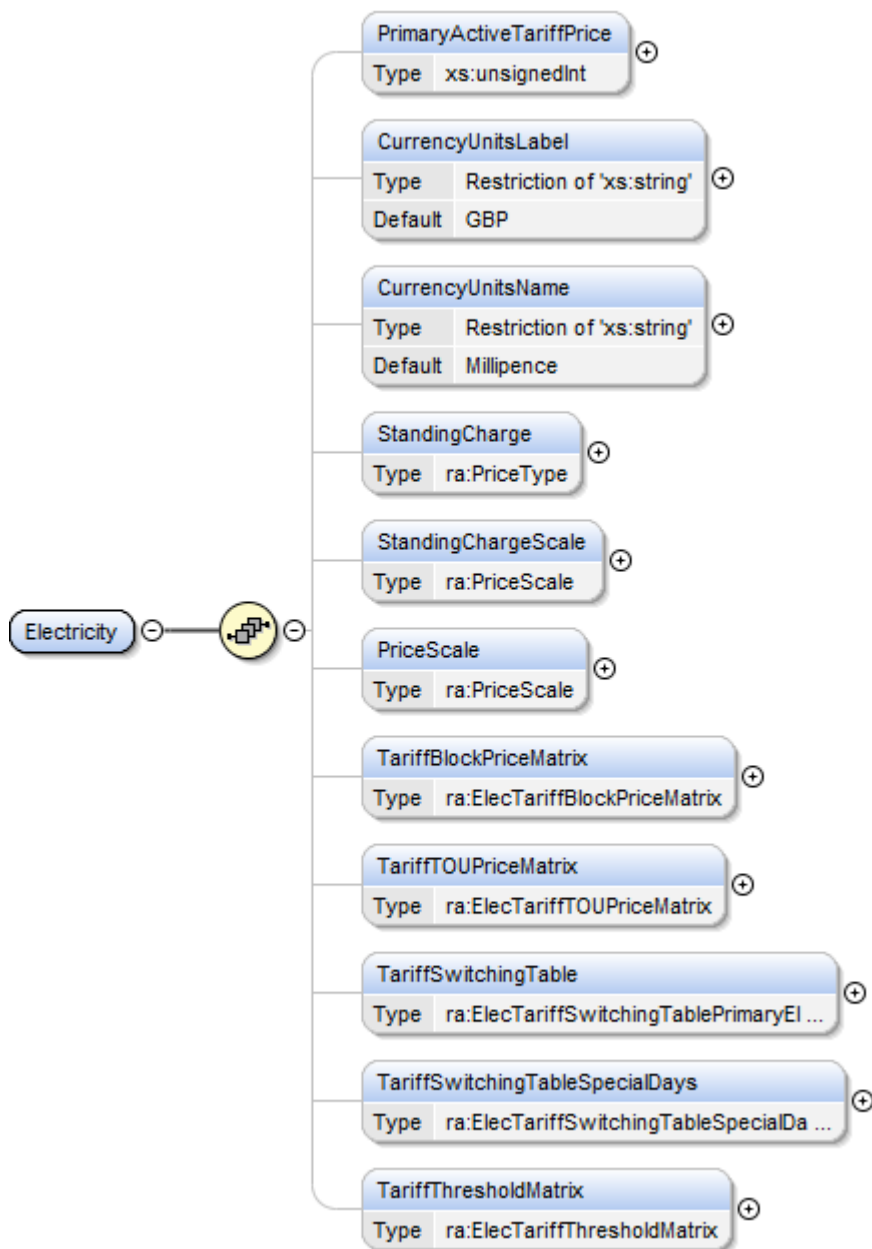 PrimaryActiveTariffPrice
Type xs:unsignedInt
CurrencyUnitsLabel
Type Restriction of 'xs:string'
Default GBP
CurrencyUnitsName
Type Restriction of 'xs:string'
Default Millipence
StandingCharge
Type ra:PriceType
StandingChargeScale
Type ra:PriceScale
Electricity
PriceScale
Type ra:PriceScale
TariffBlockPriceMatrix
Type ra:ElecTariffBlockPriceMatrix
TariffTOUPriceMatrix
Type ra:ElecTariffTOUPriceMatrix
TariffSwitchingTable
Type ra:ElecTariffSwitchingTablePrimaryEl ...
TariffSwitchingTableSpecialDays
Type ra:ElecTariffSwitchingTableSpecialDa ...
TariffThresholdMatrix
Type ra:ElecTariffThresholdMatrix